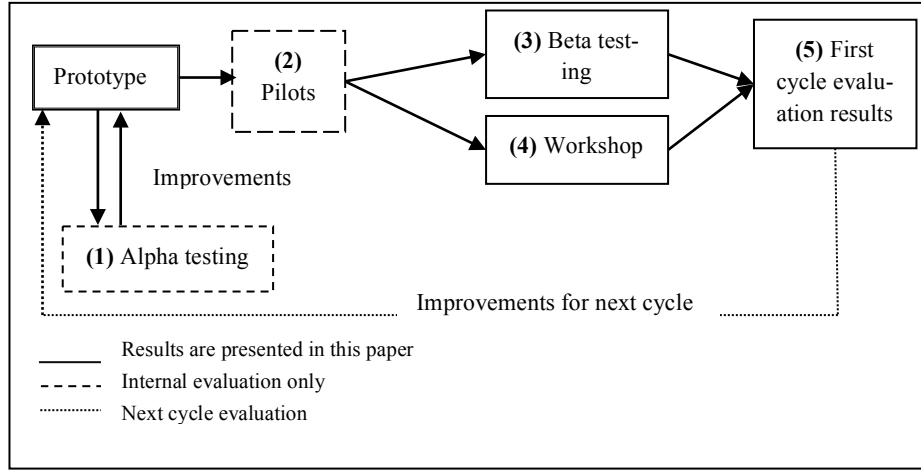 Prototype
(2)
Pilots
(3) Beta test-
ing
(4) Workshop
(5) First
cycle evalu-
ation results
Improvements
(1) Alpha testing
Improvements for next cycle
Results are presented in this paper
Internal evaluation only
Next cycle evaluation